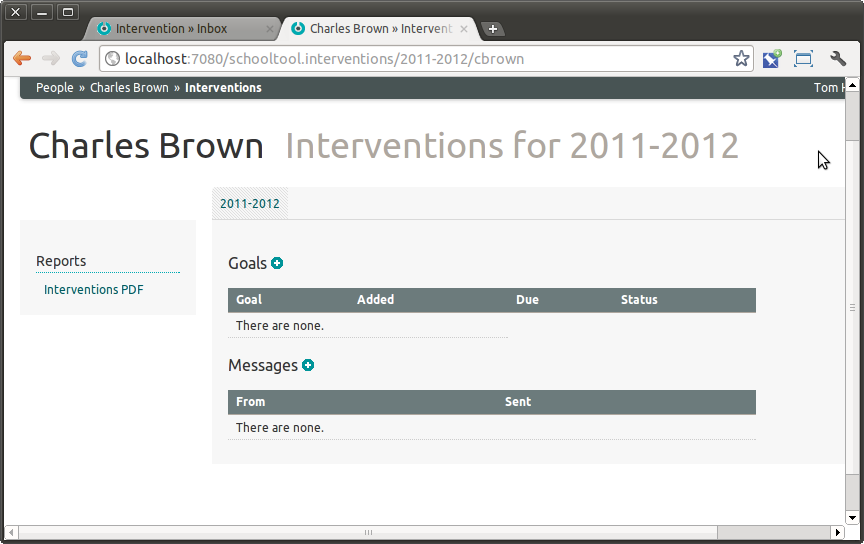 Intervention » Inbox
Charles Brown » Intervent
localhost:7080/schooltool.interventions/2011-2012/cbrown
People » Charles Brown » Interventions
Tom H
Charles Brown Interventions for 2011-2012
2011-2012
Reports
Interventions PDF
Goals
Goal Added Due Status
There are none.
Messages
From Sent
There are none.